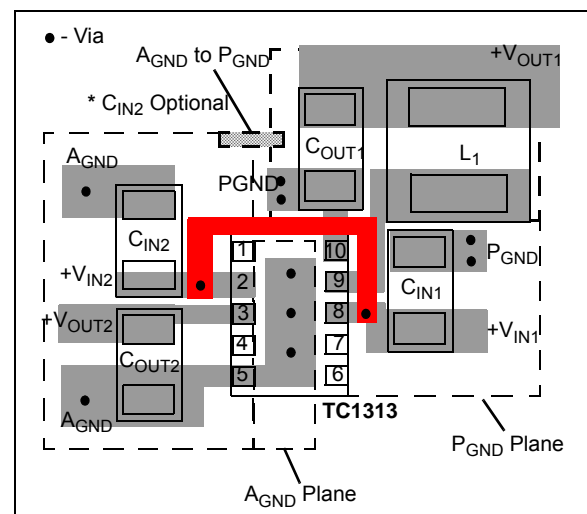 - Via
AGND to PGND
+VOUT1
* CIN2 Optional
AGND
COUT1
L1
PGND
CIN2
1
10
PGND
+VIN2
2
9
CIN1
+VOUT2
3
8
+VIN1
COUT2
4
7
5
6
AGND
TC1313
PGND Plane
AGND Plane